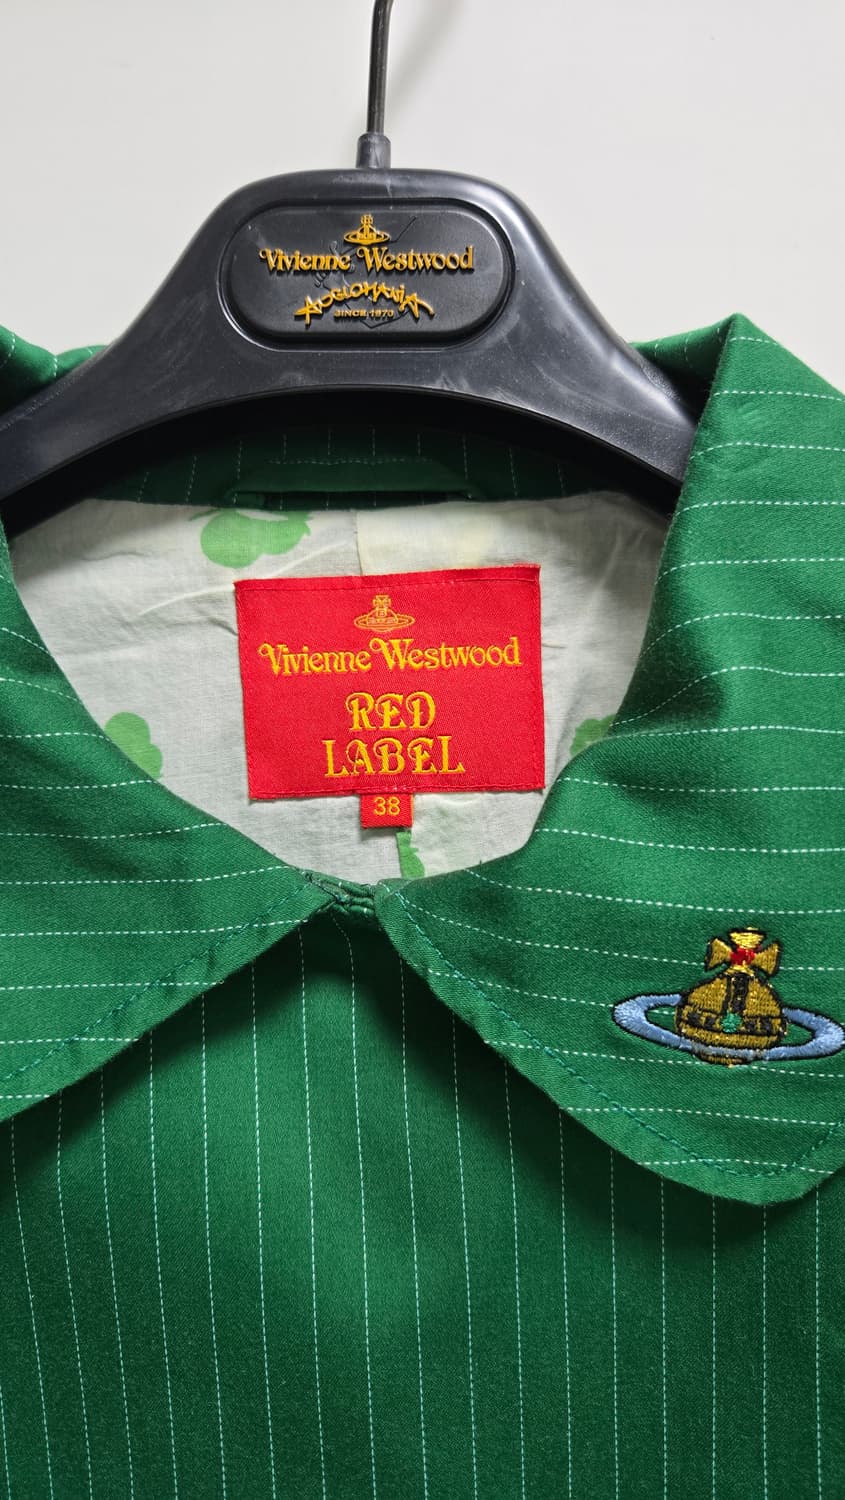 Vivienne Westwood
ANGLOMANIA
SINCE 1970
Vivienne Westwood
RED
LABEL
38